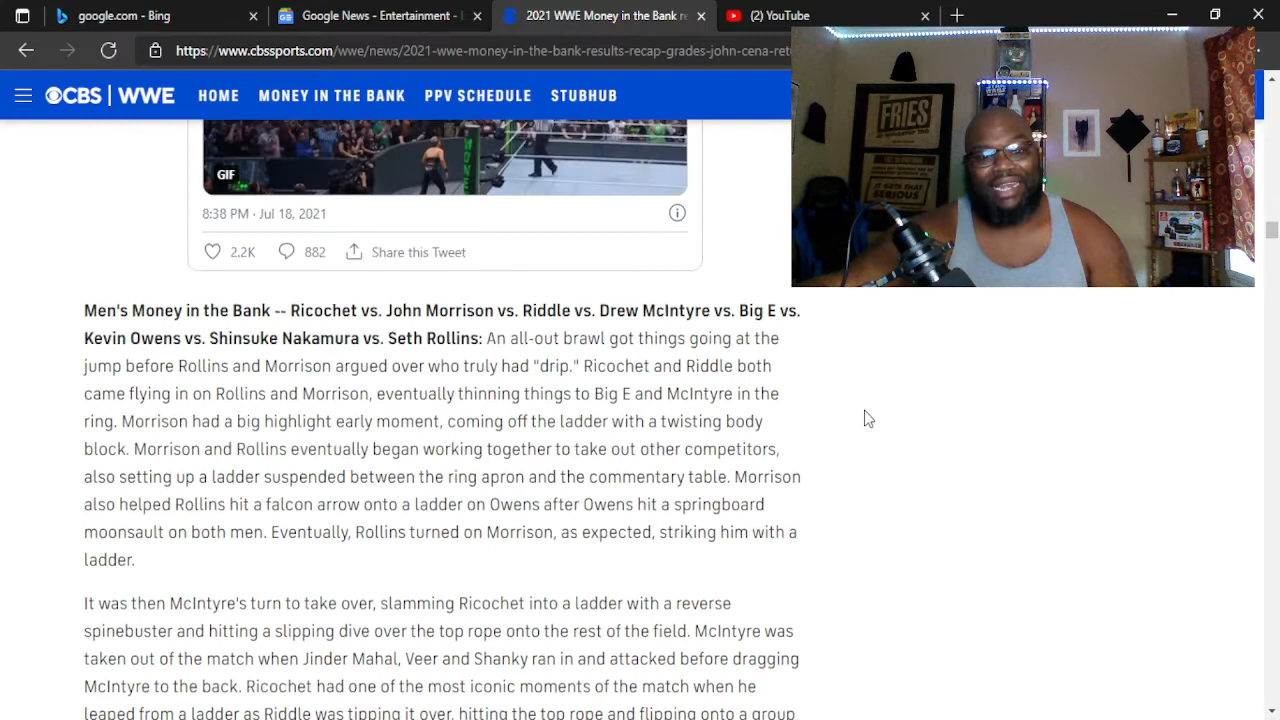 google.com - Bing
Google News - Entertainment - L
2021 WWE Money in the Bank re
(2) YouTube
https://www.cbssports.com/wwe/news/2021-wwe-money-in-the-bank-results-recap-grades-john-cena-ret
CBS | WWE HOME MONEY IN THE BANK PPV SCHEDULE STUBHUB
GIF
8:38 PM · Jul 18, 2021
2.2K 882 Share this Tweet
Men's Money in the Bank -- Ricochet vs. John Morrison vs. Riddle vs. Drew McIntyre vs. Big E vs.
Kevin Owens vs. Shinsuke Nakamura vs. Seth Rollins: An all-out brawl got things going at the
jump before Rollins and Morrison argued over who truly had "drip." Ricochet and Riddle both
came flying in on Rollins and Morrison, eventually thinning things to Big E and McIntyre in the
ring. Morrison had a big highlight early moment, coming off the ladder with a twisting body
block. Morrison and Rollins eventually began working together to take out other competitors,
also setting up a ladder suspended between the ring apron and the commentary table. Morrison
also helped Rollins hit a falcon arrow onto a ladder on Owens after Owens hit a springboard
moonsault on both men. Eventually, Rollins turned on Morrison, as expected, striking him with a
ladder.
It was then McIntyre's turn to take over, slamming Ricochet into a ladder with a reverse
spinebuster and hitting a slipping dive over the top rope onto the rest of the field. McIntyre was
taken out of the match when Jinder Mahal, Veer and Shanky ran in and attacked before dragging
McIntyre to the back. Ricochet had one of the most iconic moments of the match when he
leaped from a ladder as Riddle was tipping it over, hitting the top rope and flipping onto a group
FRIES
IT GETS THAT
SERIOUS